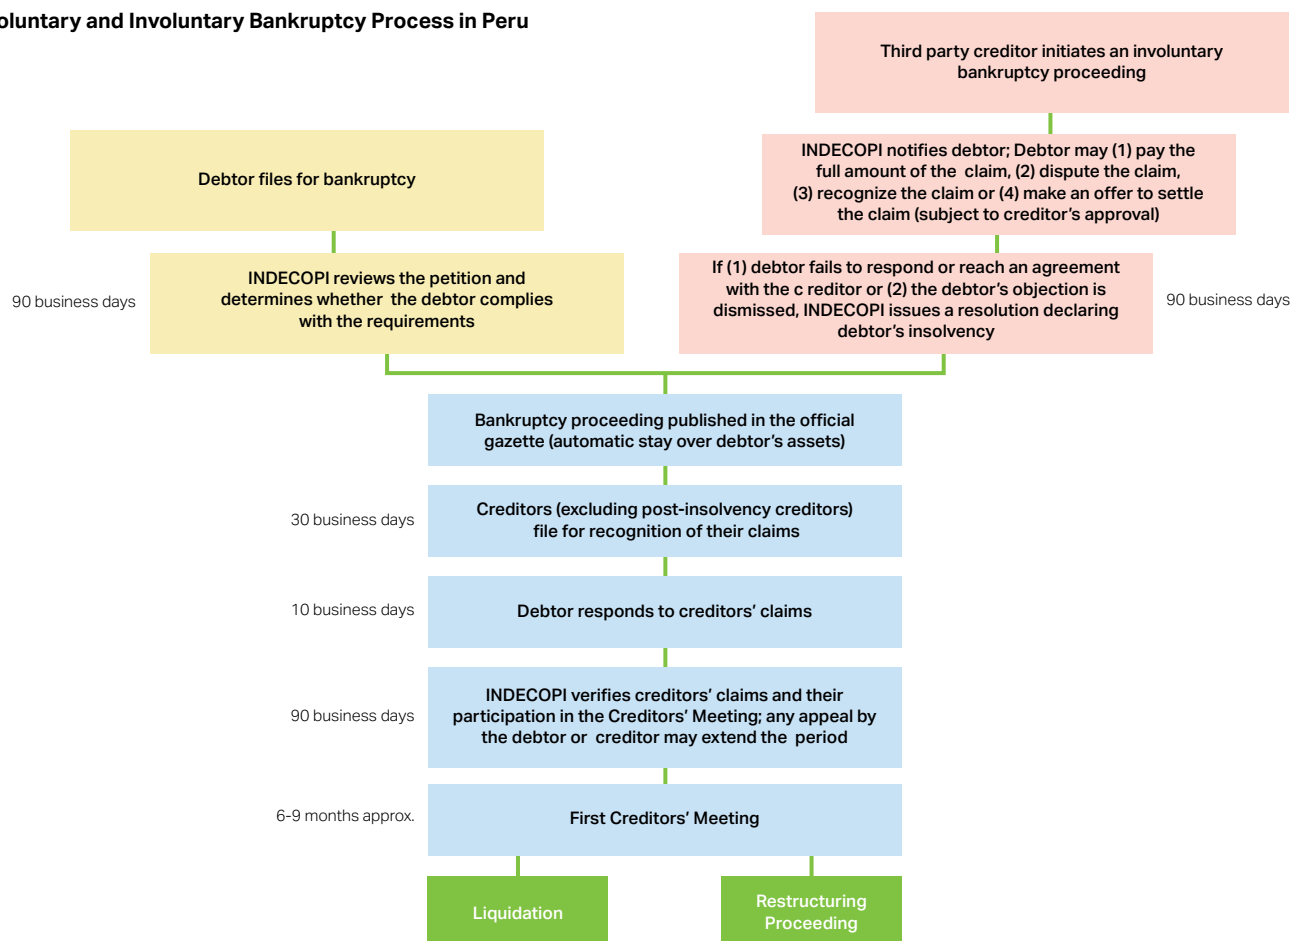 oluntary and Involuntary Bankruptcy Process in Peru
Third party creditor initiates an involuntary
bankruptcy proceeding
Debtor files for bankruptcy
INDECOPI notifies debtor; Debtor may (1) pay the
full amount of the claim, (2) dispute the claim,
(3) recognize the claim or (4) make an offer to settle
the claim (subject to creditor's approval)
90 business days
INDECOPI reviews the petition and
determines whether the debtor complies
with the requirements
If (1) debtor fails to respond or reach an agreement
with the c reditor or (2) the debtor's objection is
dismissed, INDECOPI issues a resolution declaring
debtor's insolvency
90 business days
Bankruptcy proceeding published in the official
gazette (automatic stay over debtor's assets)
30 business days
Creditors (excluding post-insolvency creditors)
file for recognition of their claims
10 business days
Debtor responds to creditors' claims
90 business days
INDECOPI verifies creditors' claims and their
participation in the Creditors' Meeting; any appeal by
the debtor or creditor may extend the period
6-9 months approx.
First Creditors' Meeting
Liquidation
Restructuring
Proceeding